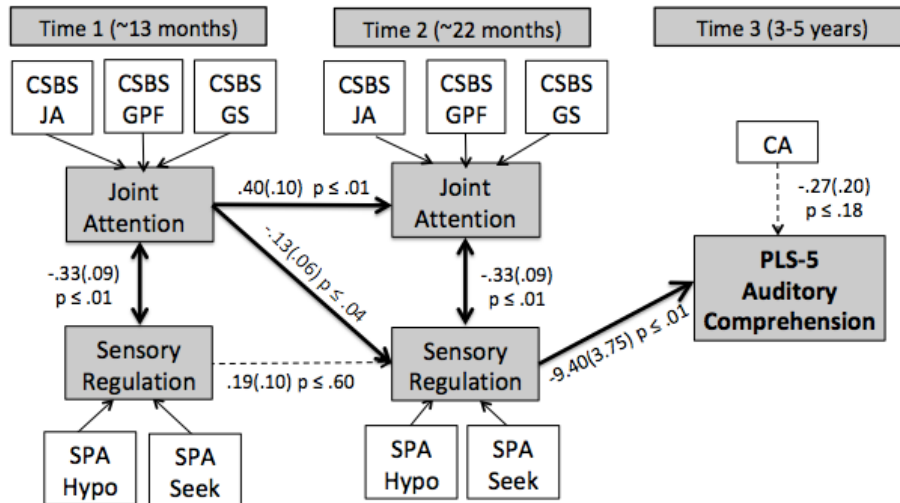 Time 1 (~13 months)
Time 2 (~22 months)
Time 3 (3-5 years)
CSBS
JA
CSBS
GPF
CSBS
GS
CSBS
JA
CSBS
GPF
CSBS
GS
CA
Joint
Attention
.40(.10) p ≤ .01
Joint
Attention
-.27(.20)
p ≤ .18
-.33(.09)
p ≤ .01
-.13(.06) p ≤ .04
-.33(.09)
p ≤ .01
PLS-5
Auditory
Comprehension
Sensory
Regulation
.19(.10) p ≤ .60
Sensory
Regulation
-9.40(3.75) p ≤ .01
SPA
Hypo
SPA
Seek
SPA
Hypo
SPA
Seek